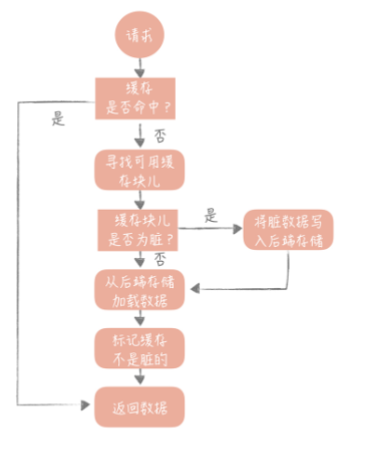 请求
缓存
是否命中？
是
否
寻找可用缓
存块儿
缓存块儿
是否为脏？
是
将脏数据写
入后端存储
否
从后端存储
加载数据
标记缓存
不是脏的
返回数据